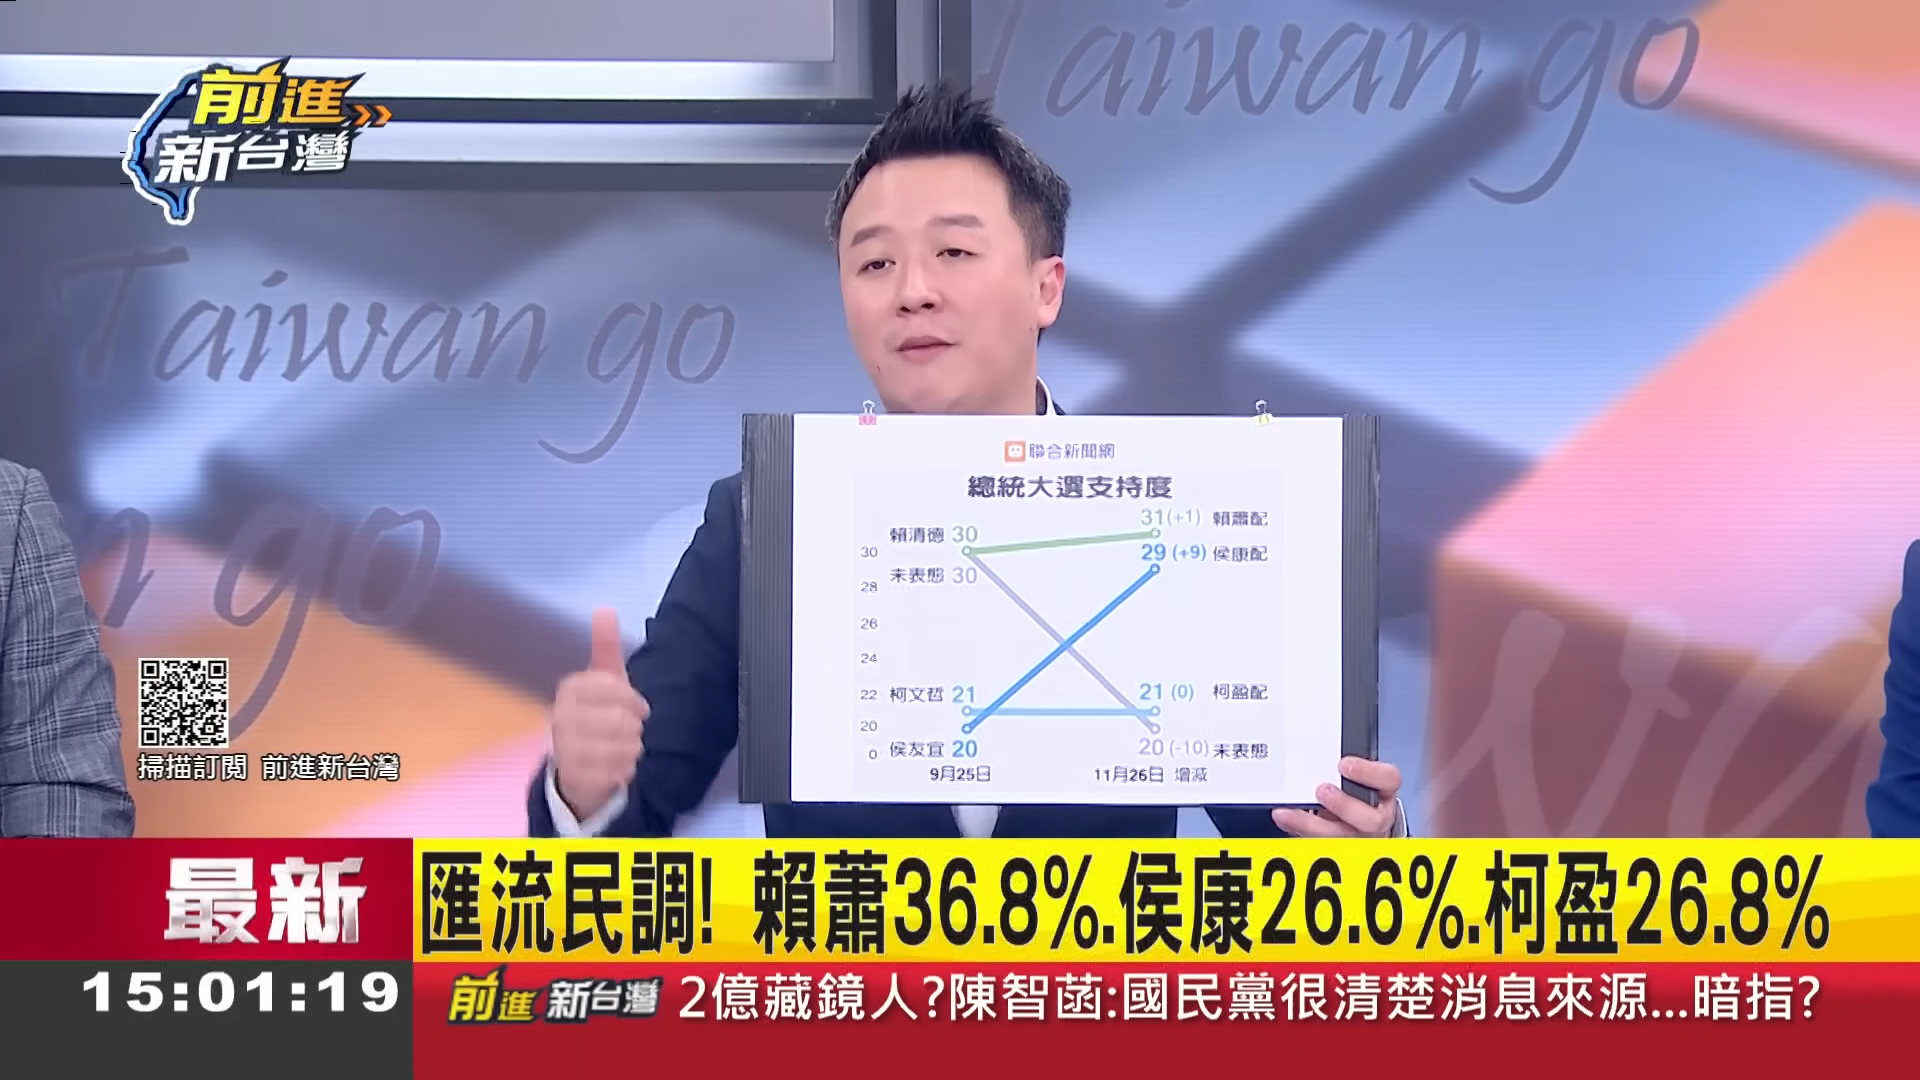 Taiwan go
前進
新台灣
Taiwan go
聯合新聞網
總統大選支持度
31(+1) 賴蕭配
賴清德 30
30
29 (+9) 侯康配
未表態 30
28
26
24
22 柯文哲 21
21 (0) 柯盈配
20
0 侯友宜 20
20 (-10) 未表態
9月25日 11月26日 增減
掃描訂閱 前進新台灣
最新
匯流民調! 賴蕭36.8%.侯康26.6%.柯盈26.8%
15:01:19
前進新台灣 2億藏鏡人?陳智菡:國民黨很清楚消息來源...暗指?